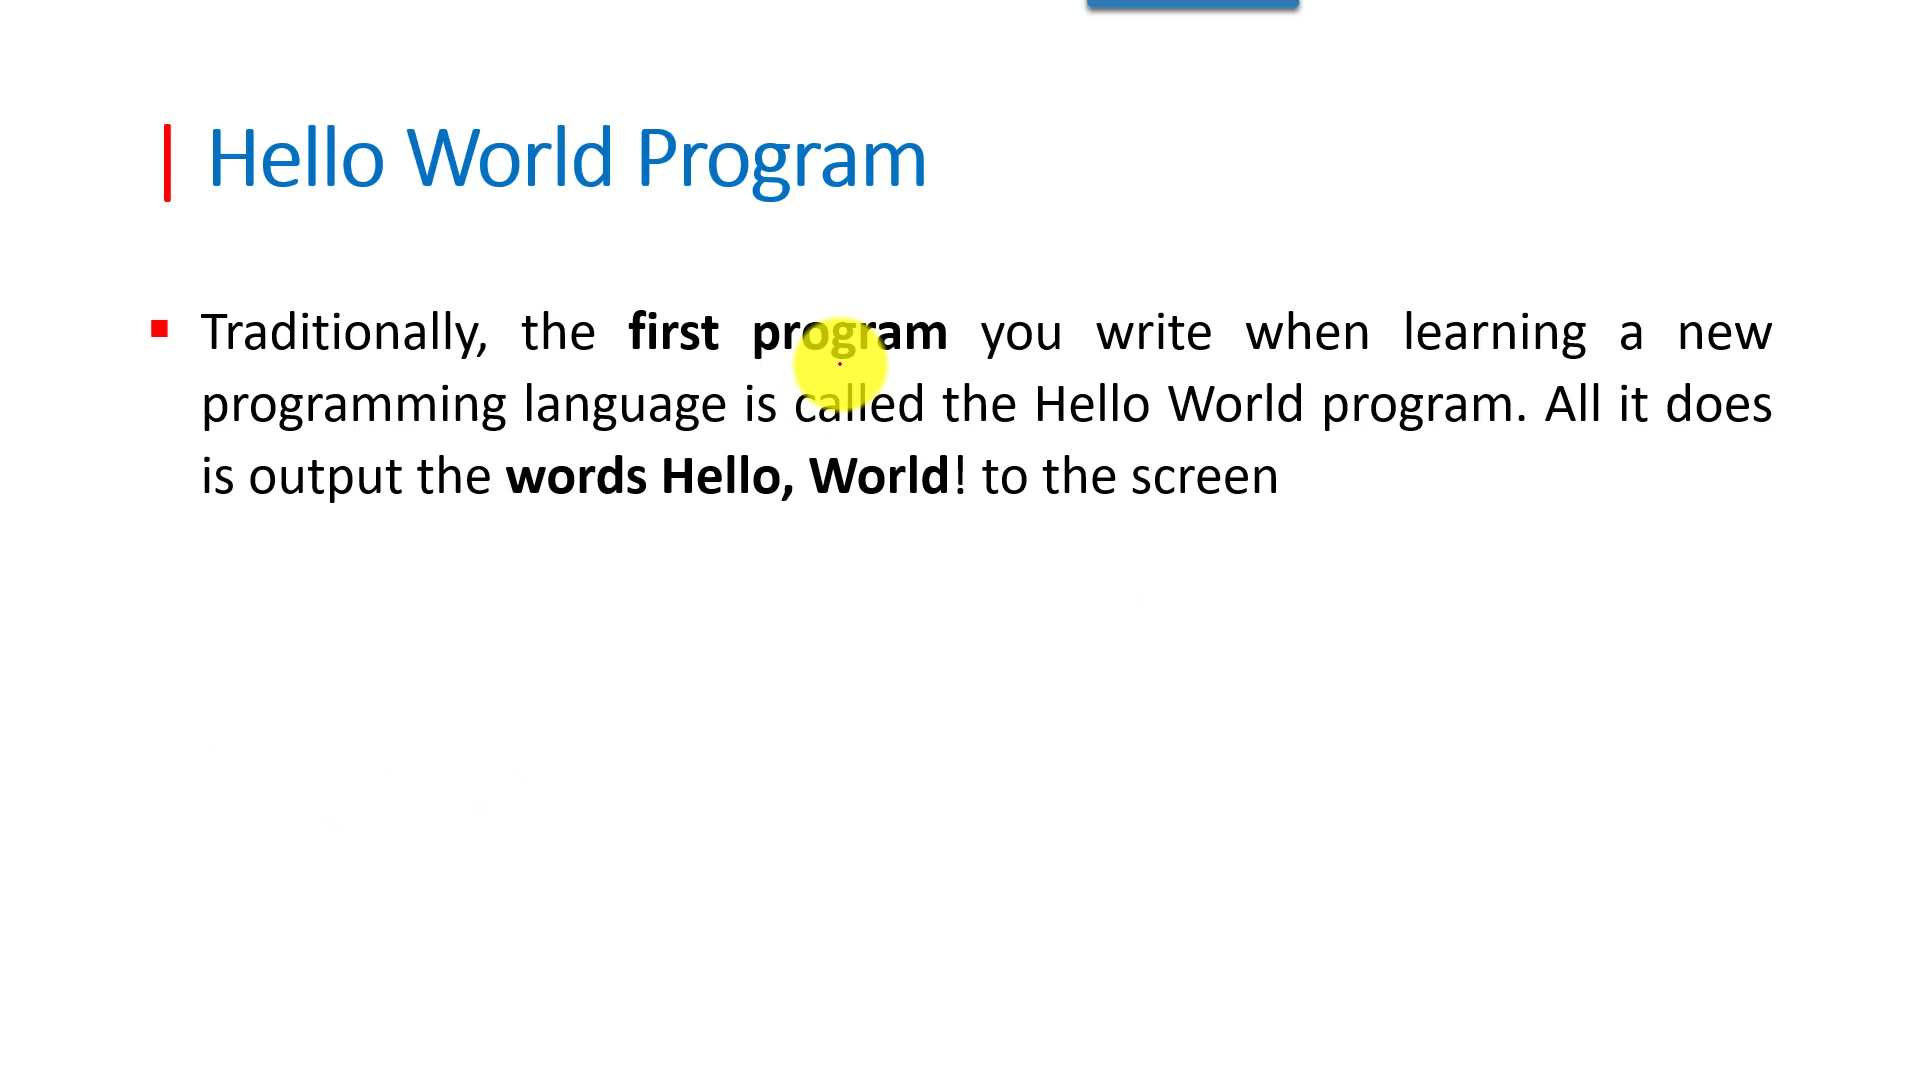 Hello World Program
Traditionally, the first program you write when learning a new
programming language is called the Hello World program. All it does
is output the words Hello, World! to the screen